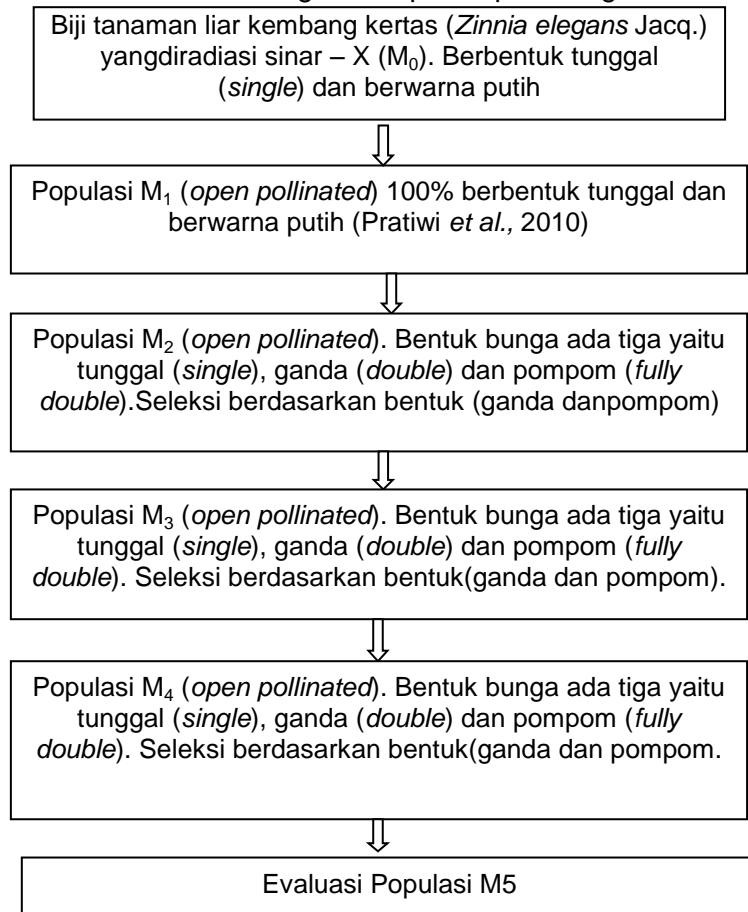 Biji tanaman liar kembang kertas (Zinnia elegans Jacq.)
yangdiradiasi sinar – X (M₀). Berbentuk tunggal
(single) dan berwarna putih
Populasi M₁ (open pollinated) 100% berbentuk tunggal dan
berwarna putih (Pratiwi et al., 2010)
Populasi M₂ (open pollinated). Bentuk bunga ada tiga yaitu
tunggal (single), ganda (double) dan pompom (fully
double).Seleksi berdasarkan bentuk (ganda danpompom)
Populasi M₃ (open pollinated). Bentuk bunga ada tiga yaitu
tunggal (single), ganda (double) dan pompom (fully
double). Seleksi berdasarkan bentuk(ganda dan pompom).
Populasi M₄ (open pollinated). Bentuk bunga ada tiga yaitu
tunggal (single), ganda (double) dan pompom (fully
double). Seleksi berdasarkan bentuk(ganda dan pompom.
Evaluasi Populasi M5